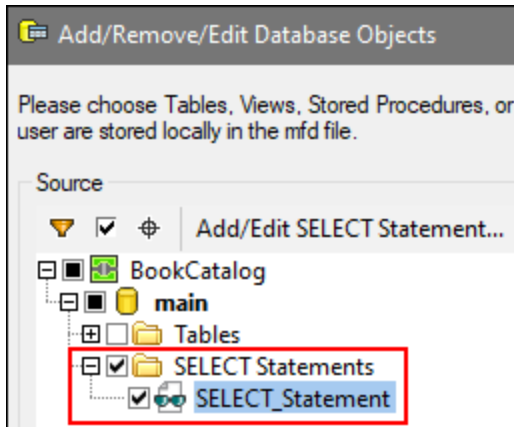 Add/Remove/Edit Database Objects
Please choose Tables, Views, Stored Procedures, or
user are stored locally in the mfd file.
Source
Add/Edit SELECT Statement...
BookCatalog
main
Tables
SELECT Statements
SELECT_Statement